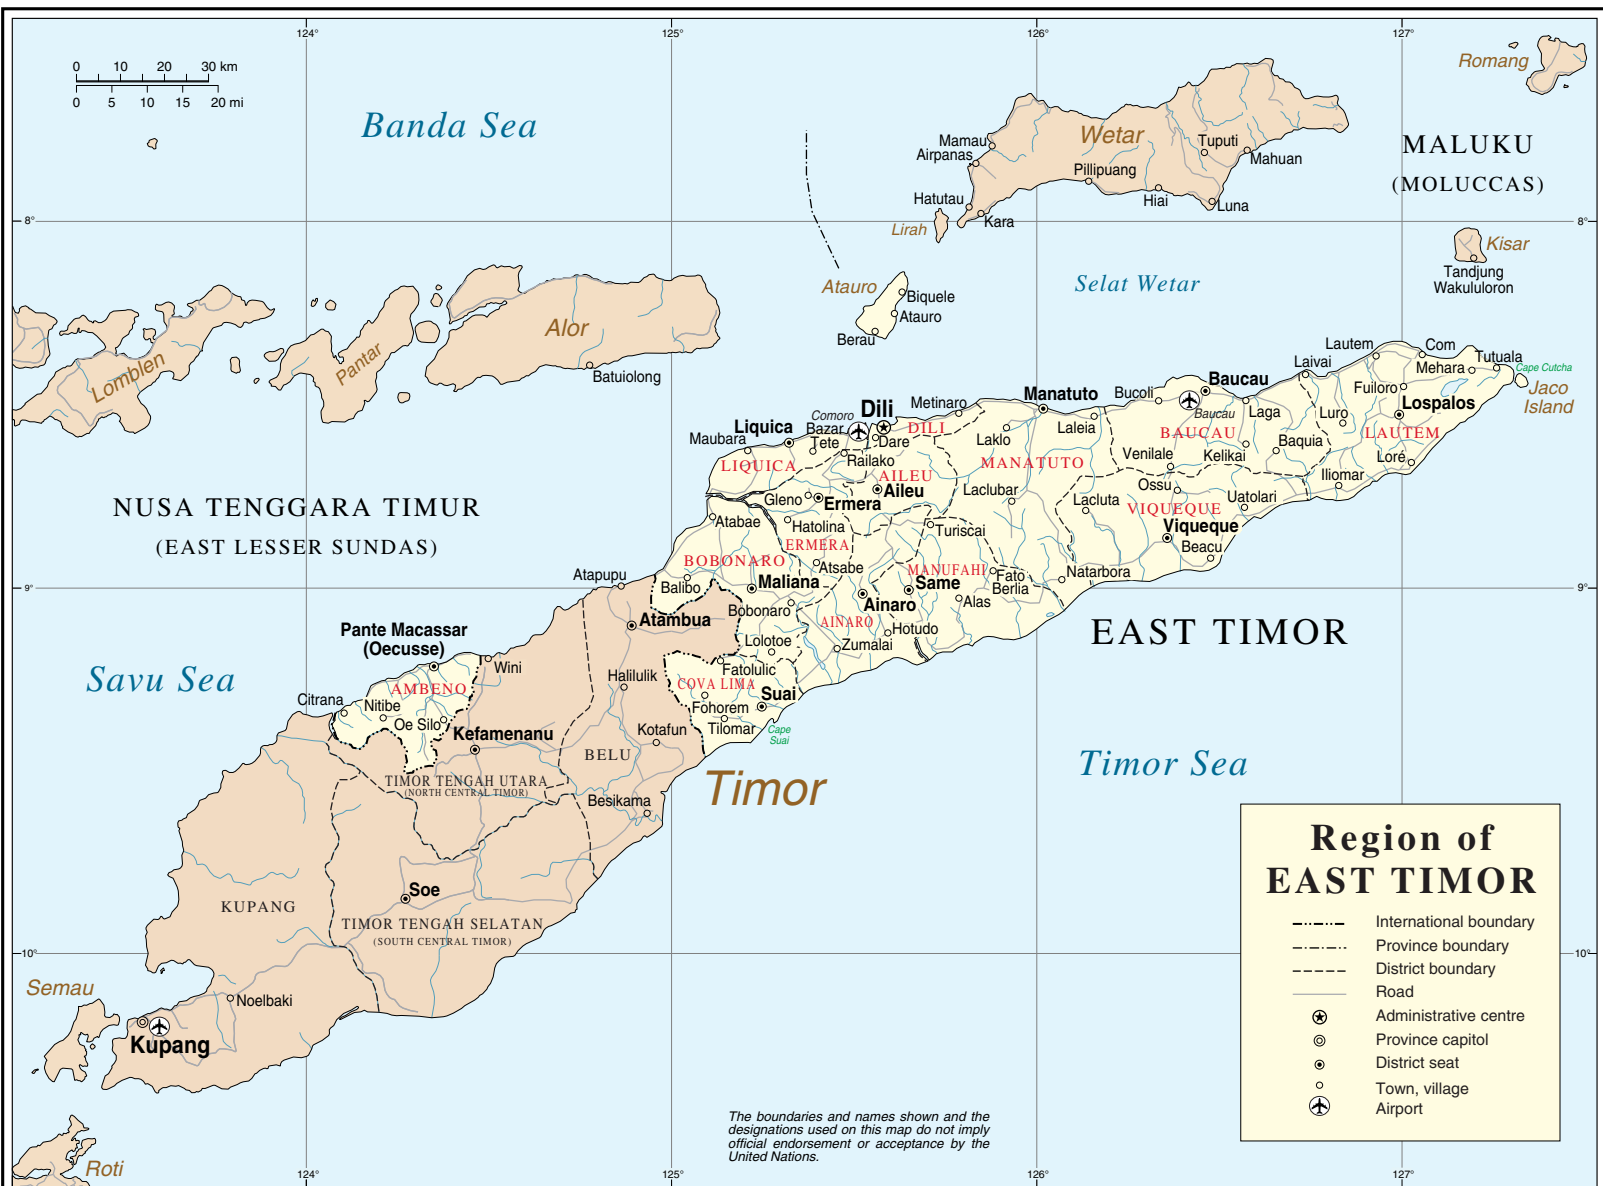 124°
125°
126°
127°
0 10 20 30 km
0 5 10 15 20 mi
Banda Sea
Romang
Wetar
Mamau
Airpanas
Tuputi
Mahuan
Pillipuang
Hatutau
Hiai
Luna
Kara
Lirah
MALUKU
(MOLUCCAS)
8°
8°
Kisar
Tandjung
Wakululoron
Selat Wetar
Atauro
Biquele
Atauro
Berau
Alor
Pantar
Lomblen
Batuiolong
Lautem
Com
Tutuala
Laivai
Mehara
Cape Cutcha
Fuiloro
Jaco
Island
Baucau
Bucoli
Baucau
Laga
Luro
Lospalos
Manatuto
Metinaro
Dili
Comoro
Bazar
Liquica
Maubara
Tete
Dare
DILI
Laklo
Laleia
BAUCAU
Baquia
LAUTEM
Railako
LIQUICA
AILEU
MANATUTO
Venilale
Kelikai
Loré
Iliomar
Gleno
Ermera
Aileu
Laclubar
Lacluta
Ossu
Uatolari
VIQUEQUE
Viqueque
Beacu
NUSA TENGGARA TIMUR
(EAST LESSER SUNDAS)
Atabae
Hatolina
Turiscai
ERMERA
BOBONARO
Atsabe
MANUFAHI
Fato
Berlia
Natarbora
Atapupu
Balibo
Maliana
Same
Ainaro
Alas
9°
9°
Bobonaro
Atambua
AINARO
Hotudo
Zumalai
Lolotoe
EAST TIMOR
Pante Macassar
(Oecusse)
Wini
Savu Sea
AMBENO
Citrana
Nitibe
Oe Silo
Halilulik
Fatolulic
COVA LIMA
Fohorem
Suai
Tilomar
Cape
Suai
Kefamenanu
Kotafun
BELU
Timor
Timor Sea
TIMOR TENGAH UTARA
(NORTH CENTRAL TIMOR)
Besikama
Soe
KUPANG
TIMOR TENGAH SELATAN
(SOUTH CENTRAL TIMOR)
10°
10°
Semau
Noelbaki
Kupang
Roti
Region of
EAST TIMOR
International boundary
Province boundary
District boundary
Road
Administrative centre
Province capitol
District seat
Town, village
Airport
The boundaries and names shown and the
designations used on this map do not imply
official endorsement or acceptance by the
United Nations.
124°
125°
126°
127°